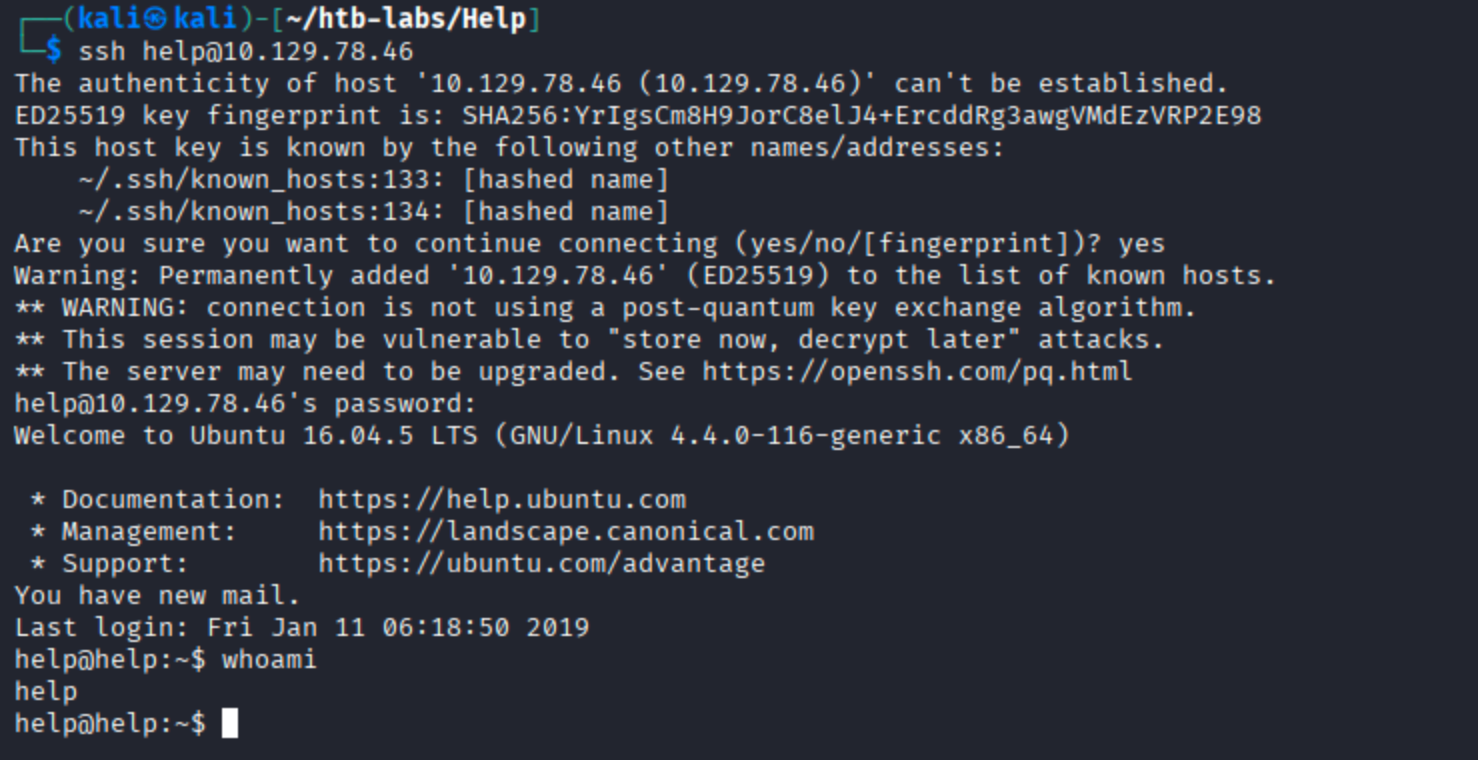 ┌──(kali㉿kali)-[~/htb-labs/Help]
└─$ ssh help@10.129.78.46
The authenticity of host '10.129.78.46 (10.129.78.46)' can't be established.
ED25519 key fingerprint is: SHA256:YrIgsCm8H9JorC8elJ4+ErcddRg3awgVMdEzVRP2E98
This host key is known by the following other names/addresses:
    ~/.ssh/known_hosts:133: [hashed name]
    ~/.ssh/known_hosts:134: [hashed name]
Are you sure you want to continue connecting (yes/no/[fingerprint])? yes
Warning: Permanently added '10.129.78.46' (ED25519) to the list of known hosts.
** WARNING: connection is not using a post-quantum key exchange algorithm.
** This session may be vulnerable to "store now, decrypt later" attacks.
** The server may need to be upgraded. See https://openssh.com/pq.html
help@10.129.78.46's password:
Welcome to Ubuntu 16.04.5 LTS (GNU/Linux 4.4.0-116-generic x86_64)

 * Documentation:  https://help.ubuntu.com
 * Management:     https://landscape.canonical.com
 * Support:        https://ubuntu.com/advantage
You have new mail.
Last login: Fri Jan 11 06:18:50 2019
help@help:~$ whoami
help
help@help:~$